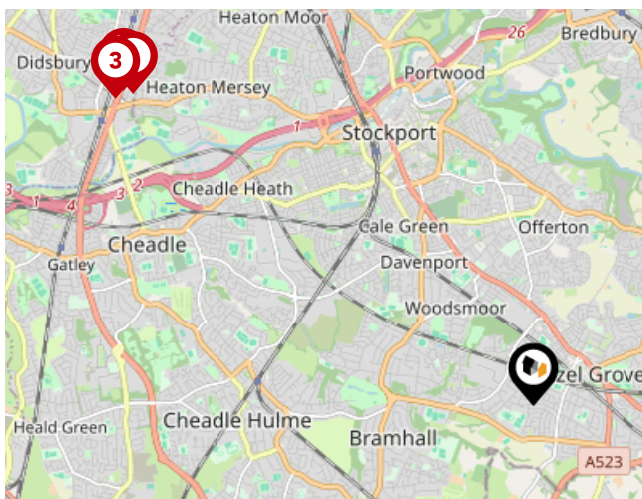 Heaton Moor
26
Bredbury
Didsbury
3
Heaton Mersey
Portwood
1
Stockport
3
2
Cheadle Heath
1
4
3
Cale Green
Offerton
Cheadle
Gatley
Davenport
Woodsmoor
zel Grove
Cheadle Hulme
Heald Green
Bramhall
A523